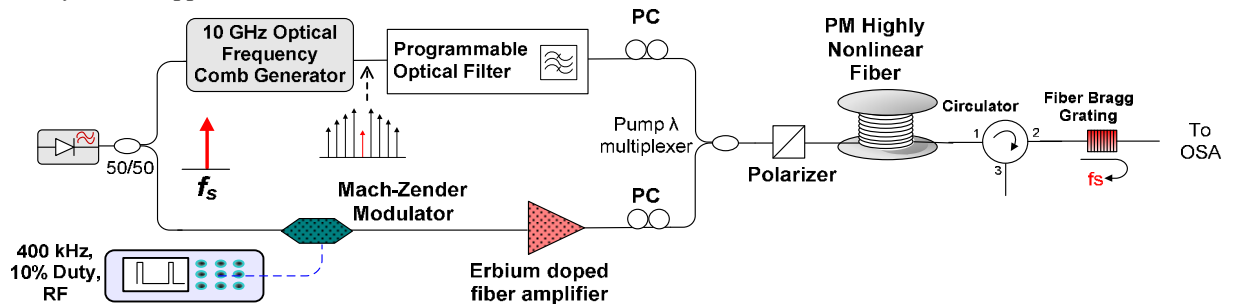 10 GHz Optical
Frequency
Comb Generator
Programmable
Optical Filter
PC
PM Highly
Nonlinear
Fiber
Circulator
1
2
3
Fiber Bragg
Grating
fs
To
OSA
50/50
fs
Pump λ
multiplexer
Polarizer
Mach-Zender
Modulator
PC
400 kHz,
10% Duty,
RF
Erbium doped
fiber amplifier